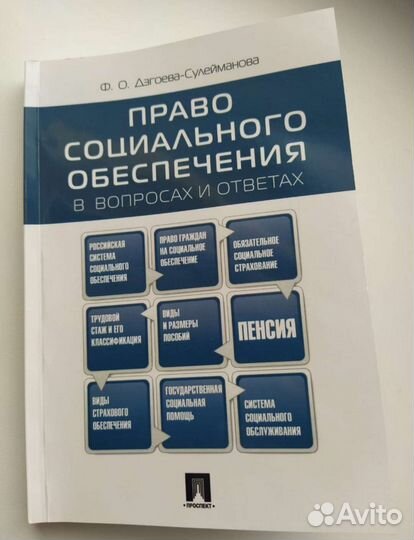 Ф. О. Дзгоева-Сулейманова
ПРАВО
СОЦИАЛЬНОГО
ОБЕСПЕЧЕНИЯ
В ВОПРОСАХ И ОТВЕТАХ
РОССИЙСКАЯ
СИСТЕМА
СОЦИАЛЬНОГО
ОБЕСПЕЧЕНИЯ
ПРАВО ГРАЖДАН
НА СОЦИАЛЬНОЕ
ОБЕСПЕЧЕНИЕ
ОБЯЗАТЕЛЬНОЕ
СОЦИАЛЬНОЕ
СТРАХОВАНИЕ
ТРУДОВОЙ
СТАЖ И ЕГО
КЛАССИФИКАЦИЯ
ВИДЫ
И РАЗМЕРЫ
ПОСОБИЙ
ПЕНСИЯ
ВИДЫ
СТРАХОВОГО
ОБЕСПЕЧЕНИЯ
ГОСУДАРСТВЕННАЯ
СОЦИАЛЬНАЯ
ПОМОЩЬ
СИСТЕМА
СОЦИАЛЬНОГО
ОБСЛУЖИВАНИЯ
ПРОСПЕКТ
Avito